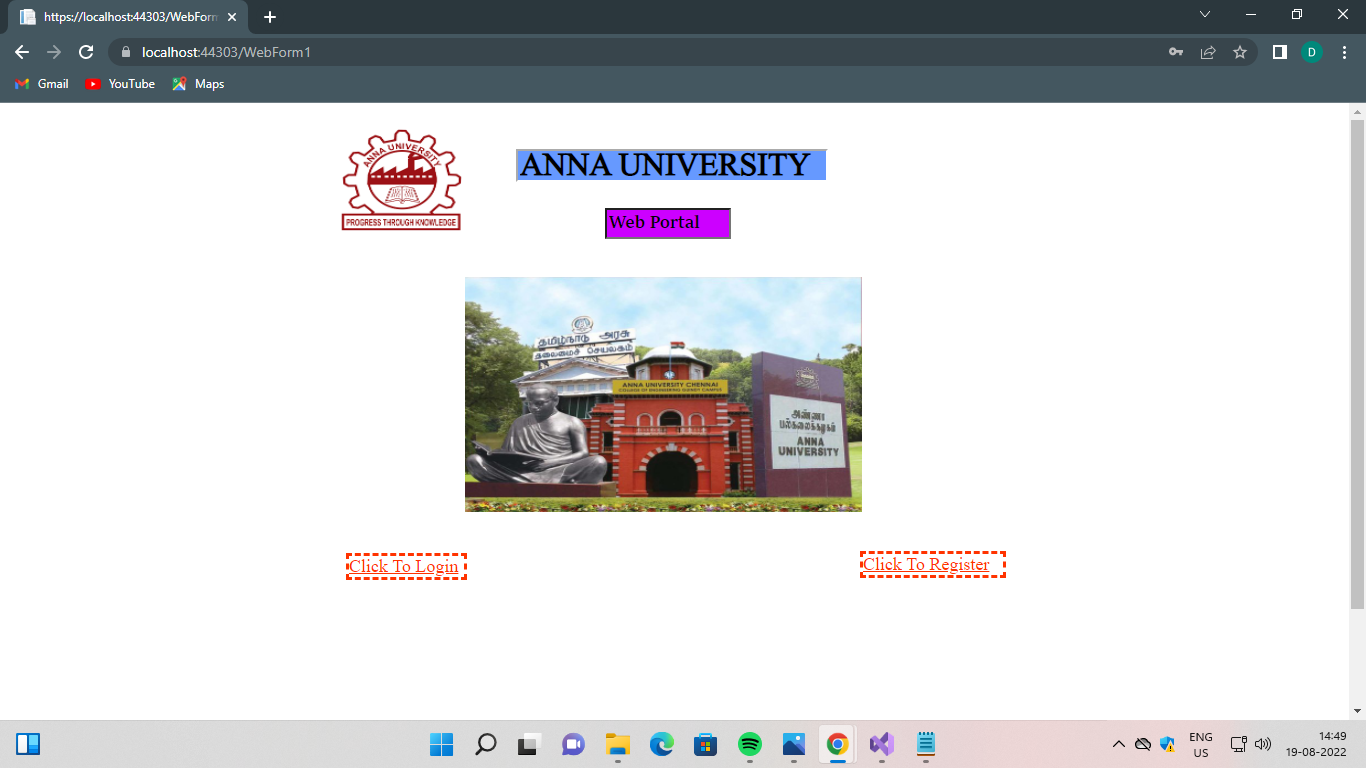 https://localhost:44303/WebForm
localhost:44303/WebForm1
Gmail
YouTube
Maps
D
ANNA UNIVERSITY
PROGRESS THROUGH KNOWLEDGE
ANNA UNIVERSITY
Web Portal
தமிழ்நாடு அரசு
தலைமைச் செயலகம்
ANNA UNIVERSITY CHENNAI
COLLEGE OF ENGINEERING GUINDY CAMPUS
அண்ணா
பல்கலைக்கழகம்
ANNA
UNIVERSITY
Click To Login
Click To Register
ENG
US
14:49
19-08-2022